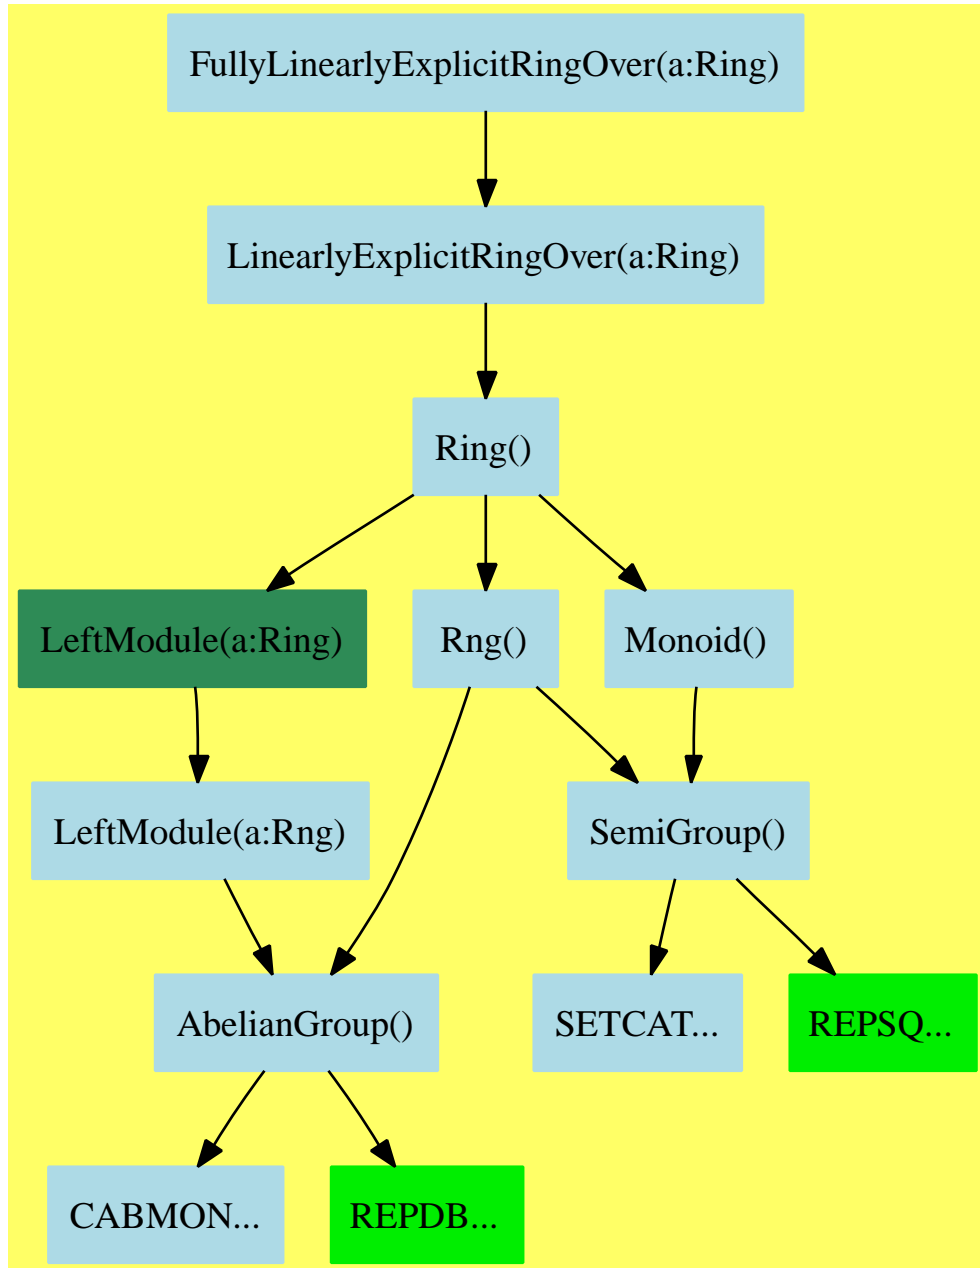 FullyLinearlyExplicitRingOver(a:Ring)
LinearlyExplicitRingOver(a:Ring)
Ring()
LeftModule(a:Ring)
Rng()
Monoid()
LeftModule(a:Rng)
SemiGroup()
AbelianGroup()
SETCAT...
REPSQ...
CABMON...
REPDB...